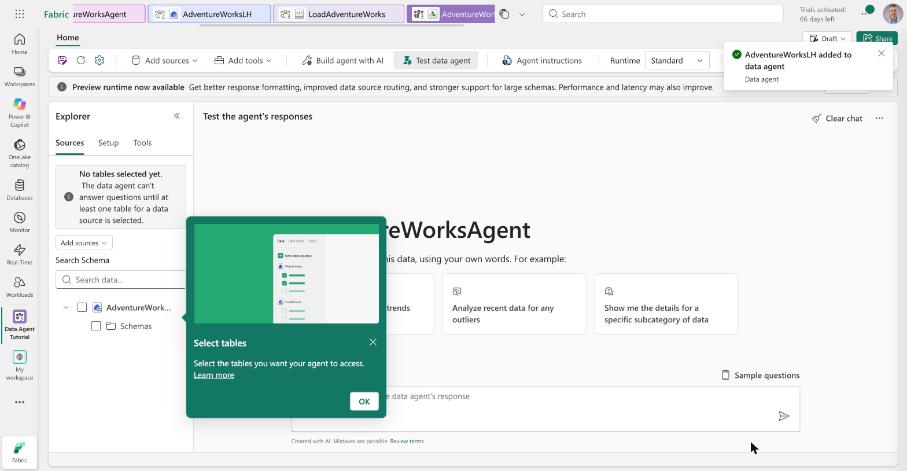 Fabric
ureWorksAgent
AdventureWorksLH
LoadAdventureWorks
AdventureWor
Search
Trials activated:
66 days left
Home
Draft
Share
Add sources
Add tools
Build agent with AI
Test data agent
Agent instructions
Runtime
Standard
AdventureWorksLH added to
data agent
Data agent
Preview runtime now available Get better response formatting, improved data source routing, and stronger support for large schemas. Performance and latency may also improve.
Home
Workspaces
Power BI
Copilot
OneLake
catalog
Databases
Monitor
Real-Time
Workloads
Data Agent
Tutorial
My
workspace
Fabric
Explorer
Sources
Setup
Tools
No tables selected yet.
The data agent can't
answer questions until at
least one table for a data
source is selected.
Add sources
Search Schema
Search data...
AdventureWork...
Schemas
Test the agent's responses
Clear chat
reWorksAgent
his data, using your own words. For example:
trends
Analyze recent data for any
outliers
Show me the details for a
specific subcategory of data
Data
Select tables
Select the tables you want your agent to access.
Learn more
OK
Sample questions
e data agent's response
Created with AI. Mistakes are possible. Review terms